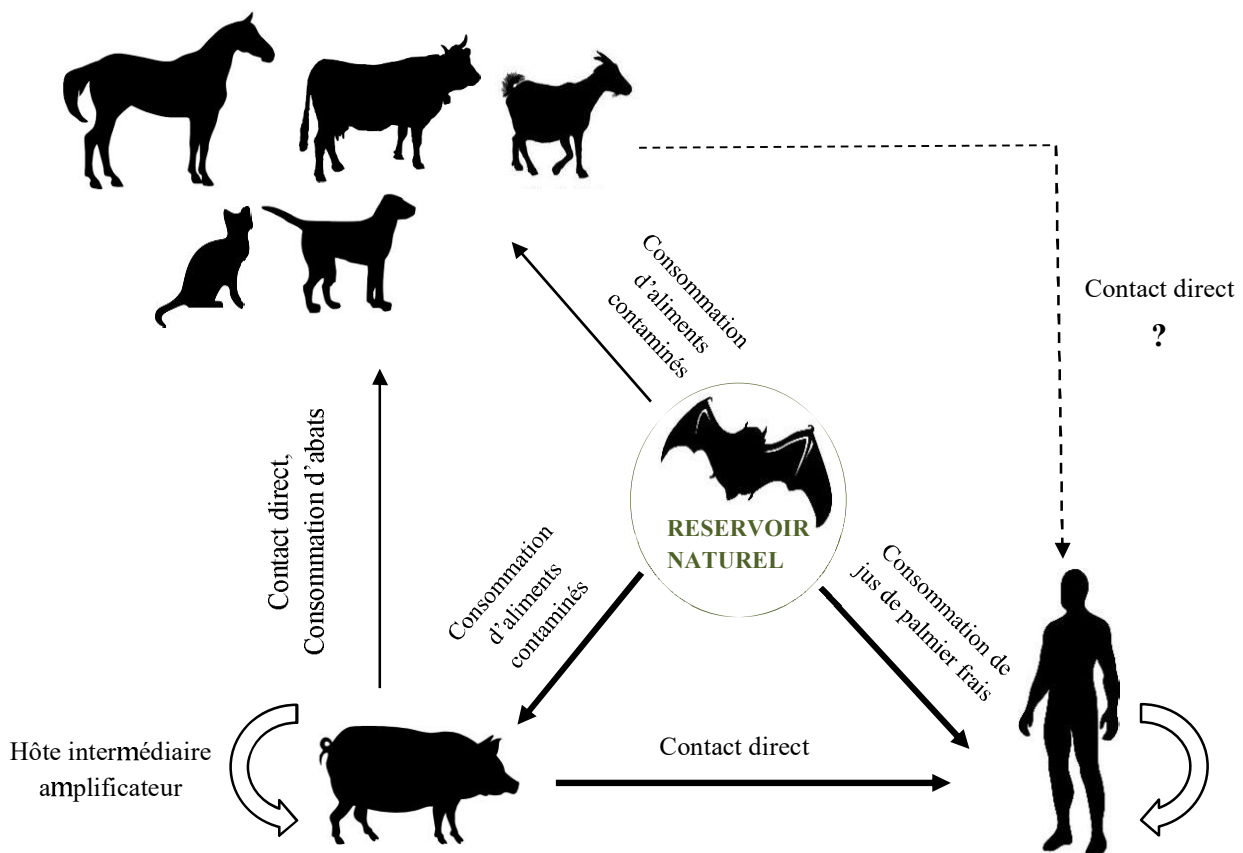 Consommation
d’aliments
contaminés
Contact direct
?
Contact direct,
Consommation d’abats
RESERVOIR
NATUREL
Consommation
d’aliments
contaminés
Consommation de
jus de palmier frais
Hôte intermédiaire
amplificateur
Contact direct